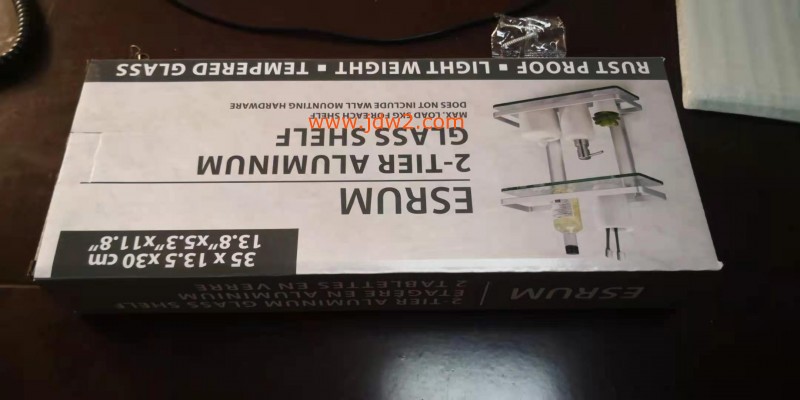 ESRUM
2-TIER ALUMINUM GLASS SHELF
ÉTAGÈRE EN ALUMINIUM
2 TABLETTES EN VERRE
35 x 13.5 x30 cm
13.8"x5.3"x11.8"
ESRUM
2-TIER ALUMINUM
GLASS SHELF
MAX. LOAD 5KG FOR EACH SHELF
DOES NOT INCLUDE WALL MOUNTING HARDWARE
www.jdw2.com
RUST PROOF ▪ LIGHT WEIGHT ▪ TEMPERED GLASS